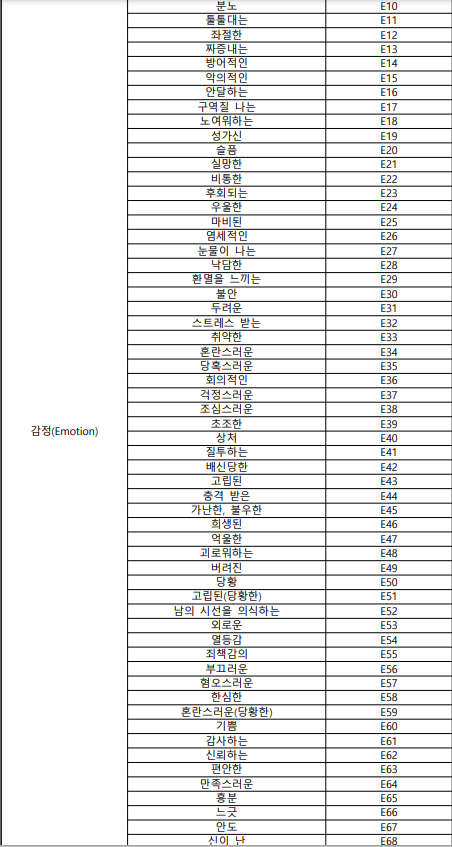 분노 E10
툴툴대는 E11
좌절한 E12
짜증내는 E13
방어적인 E14
악의적인 E15
안달하는 E16
구역질 나는 E17
노여워하는 E18
성가신 E19
슬픔 E20
실망한 E21
비통한 E22
후회되는 E23
우울한 E24
마비된 E25
염세적인 E26
눈물이 나는 E27
낙담한 E28
환멸을 느끼는 E29
불안 E30
두려운 E31
스트레스 받는 E32
취약한 E33
혼란스러운 E34
당혹스러운 E35
회의적인 E36
걱정스러운 E37
조심스러운 E38
초조한 E39
감정(Emotion)
상처 E40
질투하는 E41
배신당한 E42
고립된 E43
충격 받은 E44
가난한, 불우한 E45
희생된 E46
억울한 E47
괴로워하는 E48
버려진 E49
당황 E50
고립된(당황한) E51
남의 시선을 의식하는 E52
외로운 E53
열등감 E54
죄책감의 E55
부끄러운 E56
혐오스러운 E57
한심한 E58
혼란스러운(당황한) E59
기쁨 E60
감사하는 E61
신뢰하는 E62
편안한 E63
만족스러운 E64
흥분 E65
느긋 E66
안도 E67
신이 난 E68